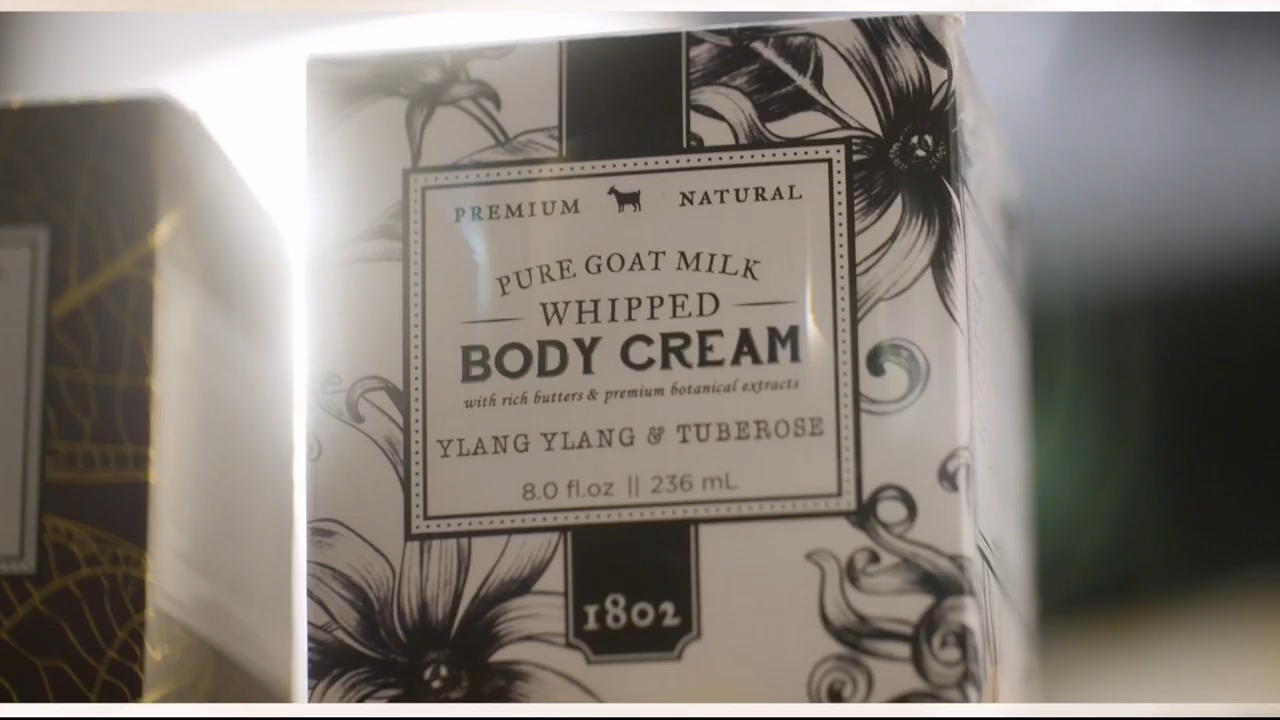 PREMIUM NATURAL
PURE GOAT MILK
WHIPPED
BODY CREAM
with rich butters & premium botanical extracts
YLANG YLANG & TUBEROSE
8.0 fl.oz || 236 mL
1802